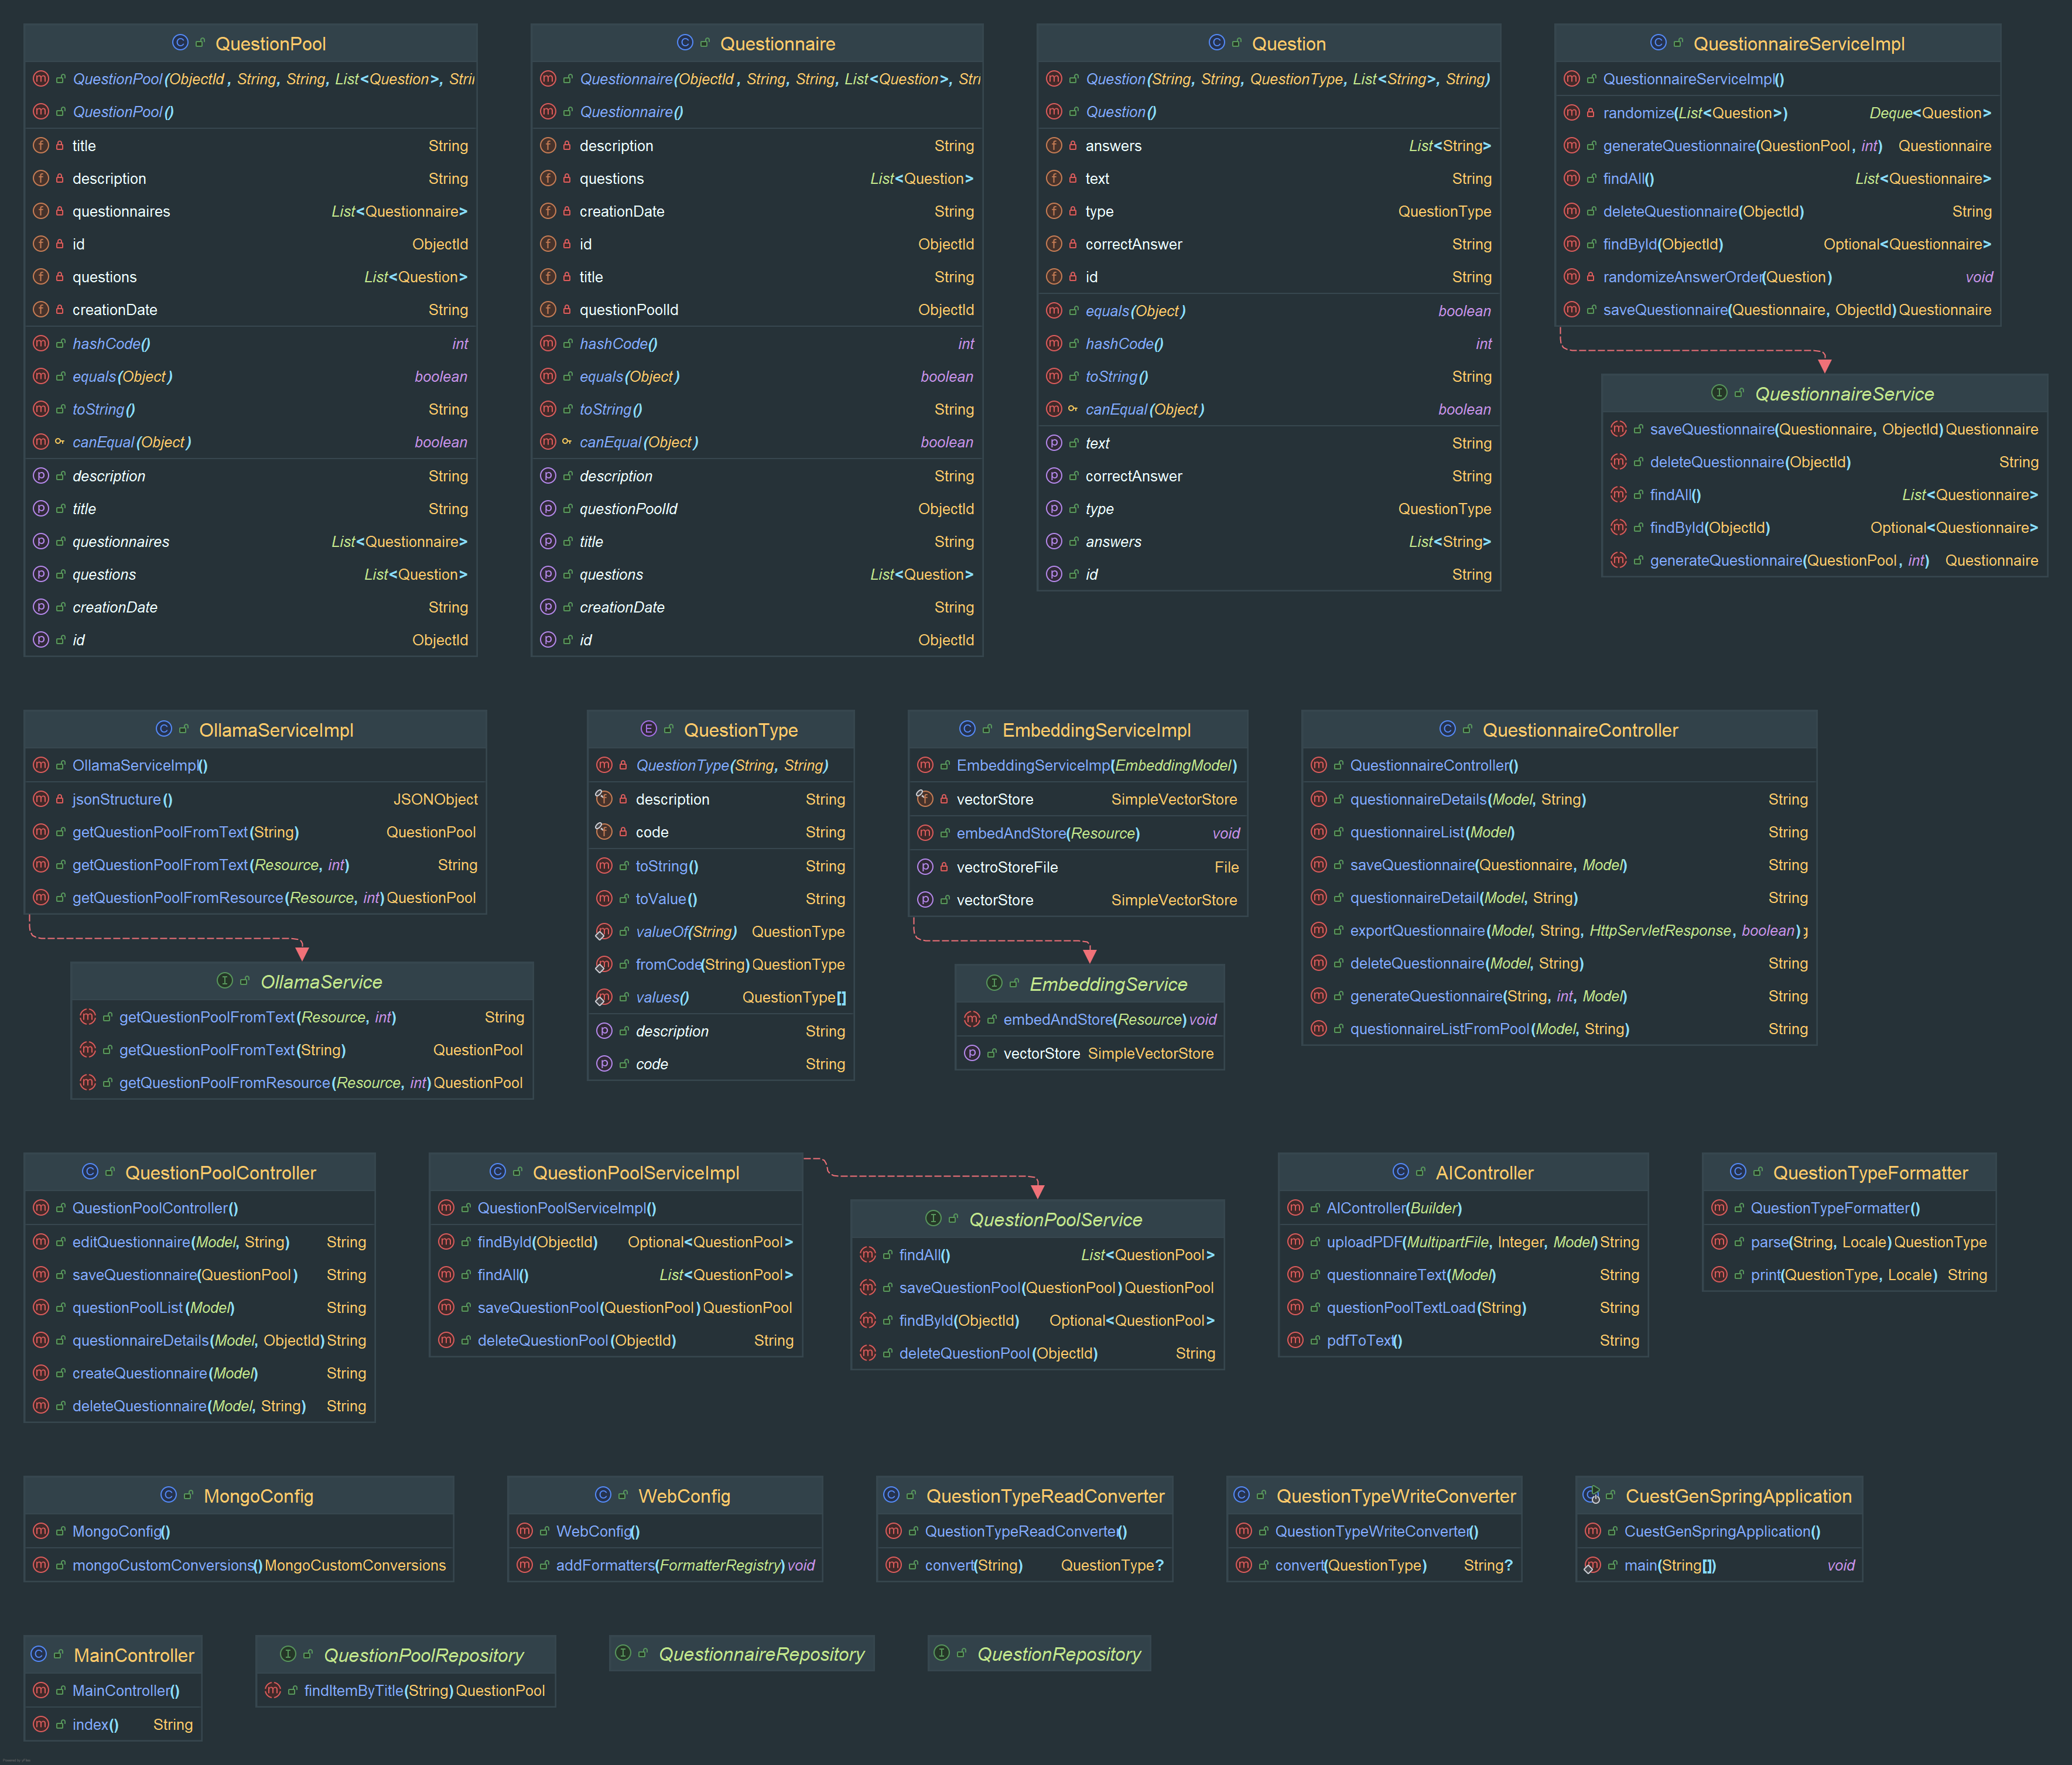 QuestionPool
QuestionPool(ObjectId, String, String, List<Question>, Stri
QuestionPool()
title String
description String
questionnaires List<Questionnaire>
id ObjectId
questions List<Question>
creationDate String
hashCode() int
equals(Object) boolean
toString() String
canEqual(Object) boolean
description String
title String
questionnaires List<Questionnaire>
questions List<Question>
creationDate String
id ObjectId
Questionnaire
Questionnaire(ObjectId, String, String, List<Question>, Stri
Questionnaire()
description String
questions List<Question>
creationDate String
id ObjectId
title String
questionPoolId ObjectId
hashCode() int
equals(Object) boolean
toString() String
canEqual(Object) boolean
description String
questionPoolId ObjectId
title String
questions List<Question>
creationDate String
id ObjectId
Question
Question(String, String, QuestionType, List<String>, String)
Question()
answers List<String>
text String
type QuestionType
correctAnswer String
id String
equals(Object) boolean
hashCode() int
toString() String
canEqual(Object) boolean
text String
correctAnswer String
type QuestionType
answers List<String>
id String
QuestionnaireServiceImpl
QuestionnaireServiceImpl()
randomize(List<Question>) Deque<Question>
generateQuestionnaire(QuestionPool, int) Questionnaire
findAll() List<Questionnaire>
deleteQuestionnaire(ObjectId) String
findById(ObjectId) Optional<Questionnaire>
randomizeAnswerOrder(Question) void
saveQuestionnaire(Questionnaire, ObjectId) Questionnaire
QuestionnaireService
saveQuestionnaire(Questionnaire, ObjectId) Questionnaire
deleteQuestionnaire(ObjectId) String
findAll() List<Questionnaire>
findById(ObjectId) Optional<Questionnaire>
generateQuestionnaire(QuestionPool, int) Questionnaire
OllamaServiceImpl
OllamaServiceImpl()
jsonStructure() JSONObject
getQuestionPoolFromText(String) QuestionPool
getQuestionPoolFromText(Resource, int) String
getQuestionPoolFromResource(Resource, int) QuestionPool
OllamaService
getQuestionPoolFromText(Resource, int) String
getQuestionPoolFromText(String) QuestionPool
getQuestionPoolFromResource(Resource, int) QuestionPool
QuestionType
QuestionType(String, String)
description String
code String
toString() String
toValue() String
valueOf(String) QuestionType
fromCode(String) QuestionType
values() QuestionType[]
description String
code String
EmbeddingServiceImpl
EmbeddingServiceImpl(EmbeddingModel)
vectorStore SimpleVectorStore
embedAndStore(Resource) void
vectroStoreFile File
vectorStore SimpleVectorStore
EmbeddingService
embedAndStore(Resource) void
vectorStore SimpleVectorStore
QuestionnaireController
QuestionnaireController()
questionnaireDetails(Model, String) String
questionnaireList(Model) String
saveQuestionnaire(Questionnaire, Model) String
questionnaireDetail(Model, String) String
exportQuestionnaire(Model, String, HttpServletResponse, boolean) g
deleteQuestionnaire(Model, String) String
generateQuestionnaire(String, int, Model) String
questionnaireListFromPool(Model, String) String
QuestionPoolController
QuestionPoolController()
editQuestionnaire(Model, String) String
saveQuestionnaire(QuestionPool) String
questionPoolList(Model) String
questionnaireDetails(Model, ObjectId) String
createQuestionnaire(Model) String
deleteQuestionnaire(Model, String) String
QuestionPoolServiceImpl
QuestionPoolServiceImpl()
findById(ObjectId) Optional<QuestionPool>
findAll() List<QuestionPool>
saveQuestionPool(QuestionPool) QuestionPool
deleteQuestionPool(ObjectId) String
QuestionPoolService
findAll() List<QuestionPool>
saveQuestionPool(QuestionPool) QuestionPool
findById(ObjectId) Optional<QuestionPool>
deleteQuestionPool(ObjectId) String
AIController
AIController(Builder)
uploadPDF(MultipartFile, Integer, Model) String
questionnaireText(Model) String
questionPoolTextLoad(String) String
pdfToText() String
QuestionTypeFormatter
QuestionTypeFormatter()
parse(String, Locale) QuestionType
print(QuestionType, Locale) String
MongoConfig
MongoConfig()
mongoCustomConversions() MongoCustomConversions
WebConfig
WebConfig()
addFormatters(FormatterRegistry) void
QuestionTypeReadConverter
QuestionTypeReadConverter()
convert(String) QuestionType?
QuestionTypeWriteConverter
QuestionTypeWriteConverter()
convert(QuestionType) String?
CuestGenSpringApplication
CuestGenSpringApplication()
main(String[]) void
MainController
MainController()
index() String
QuestionPoolRepository
findItemByTitle(String) QuestionPool
QuestionnaireRepository
QuestionRepository